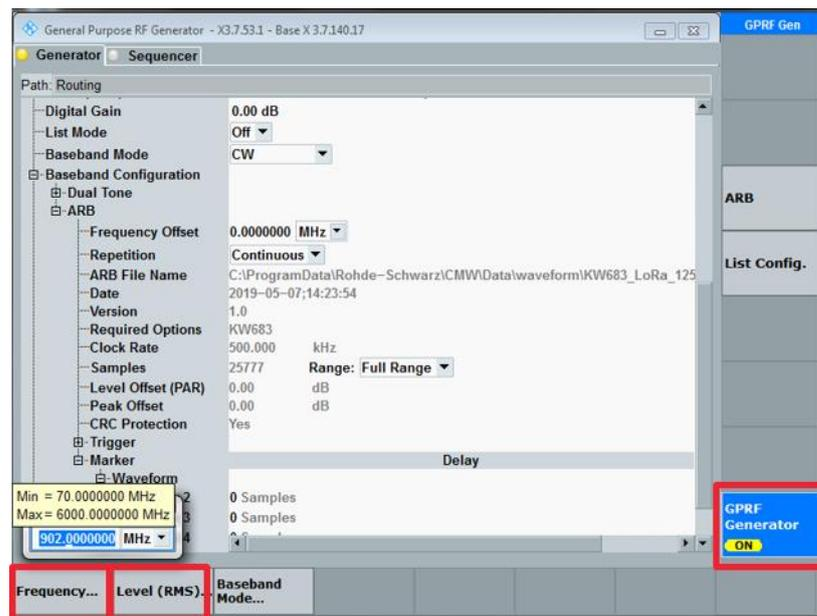 General Purpose RF Generator - X3.7.53.1 - Base X 3.7.140.17
GPRF Gen
Generator Sequencer
Path: Routing
Digital Gain 0.00 dB
List Mode Off
Baseband Mode CW
Baseband Configuration
Dual Tone
ARB
Frequency Offset 0.0000000 MHz
Repetition Continuous
ARB File Name C:\ProgramData\Rohde-Schwarz\CMW\Data\waveform\KW683_LoRa_125
Date 2019-05-07;14:23:54
Version 1.0
Required Options KW683
Clock Rate 500.000 kHz
Samples 25777 Range: Full Range
Level Offset (PAR) 0.00 dB
Peak Offset 0.00 dB
CRC Protection Yes
Trigger
Marker Delay
Waveform
2 0 Samples
3 0 Samples
4
Min = 70.0000000 MHz
Max= 6000.0000000 MHz
902.0000000 MHz
ARB
List Config.
GPRF
Generator
ON
Frequency... Level (RMS)... Baseband
Mode...